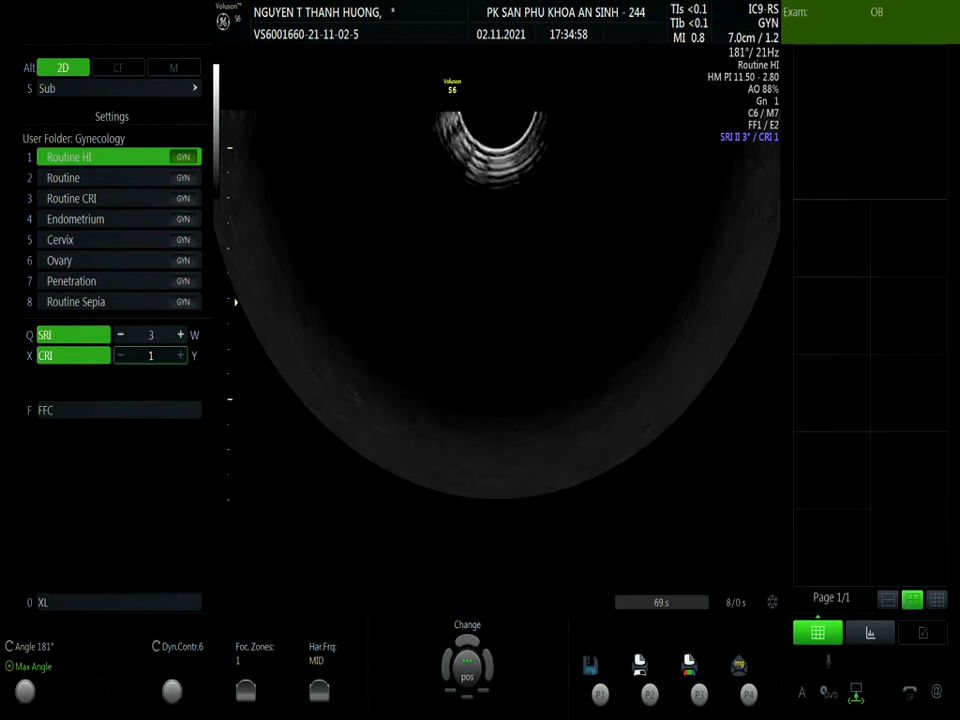 Voluson
S6
NGUYEN T THANH HUONG, *
PK SAN PHU KHOA AN SINH - 244
VS6001660-21-11-02-5
02.11.2021
17:34:58
TIs <0.1
TIb <0.1
MI 0.8
IC9-RS
GYN
7.0cm / 1.2
181° / 21Hz
Routine HI
HM PI 11.50 - 2.80
AO 88%
Gn 1
C6 / M7
FF1 / E2
SRI II 3* / CRI 1
Exam: OB
Alt 2D CF M
S Sub >
Settings
User Folder: Gynecology
1 Routine HI GYN
2 Routine GYN
3 Routine CRI GYN
4 Endometrium GYN
5 Cervix GYN
6 Ovary GYN
7 Penetration GYN
8 Routine Sepia GYN
Q SRI - 3 + W
X CRI - 1 + Y
F FFC
0 XL
Voluson
S6
69 s
8/0 s
Page 1/1
Angle 181°
Max Angle
Dyn.Contr.6
Foc. Zones:
1
Har.Frq:
MID
Change
pos
img
P1
P2
P3
P4
A
DVD
@